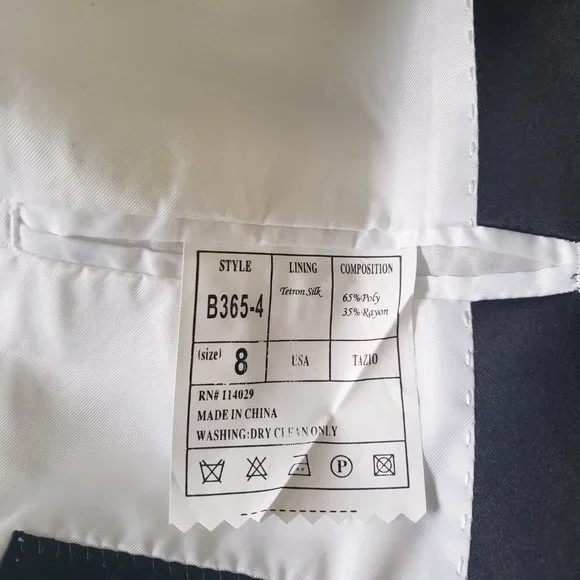 STYLE LINING COMPOSITION
B365-4 Tetron Silk 65%Poly
35%Rayon
(size) 8 USA TAZIO
RN# 114029
MADE IN CHINA
WASHING:DRY CLEAN ONLY
P